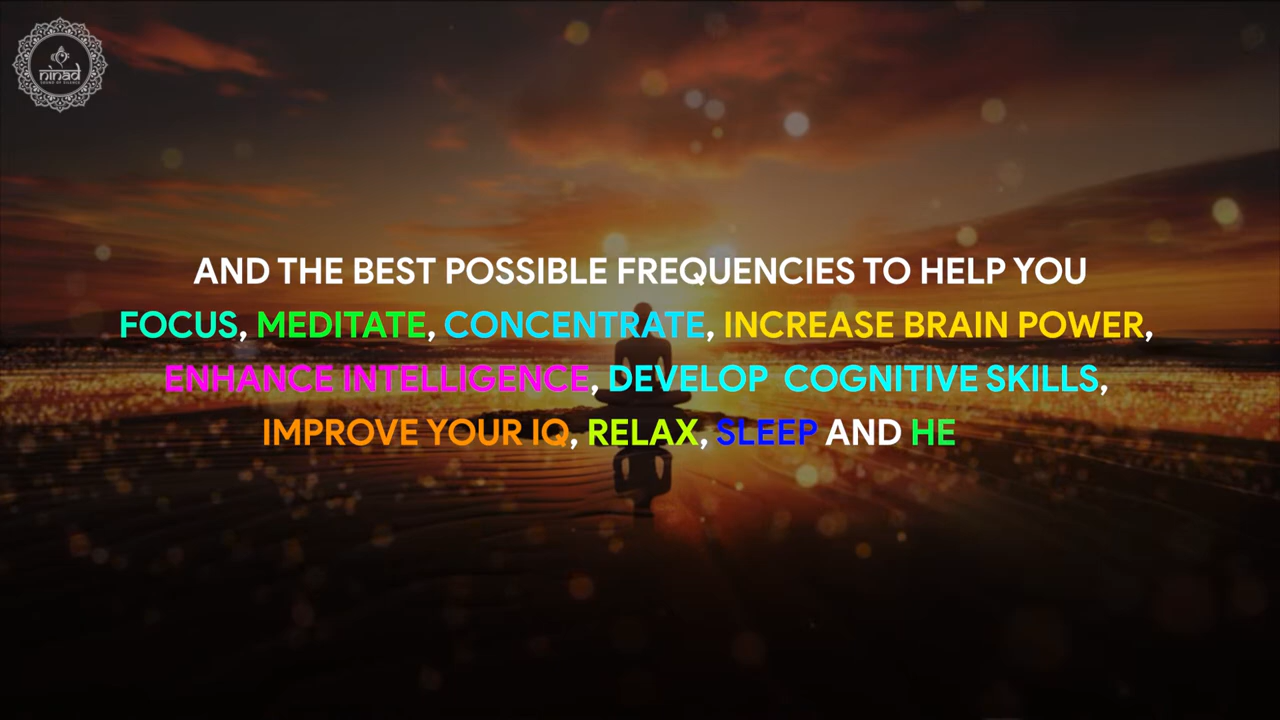 ninad
AND THE BEST POSSIBLE FREQUENCIES TO HELP YOU
FOCUS, MEDITATE, CONCENTRATE, INCREASE BRAIN POWER,
ENHANCE INTELLIGENCE, DEVELOP COGNITIVE SKILLS,
IMPROVE YOUR IQ, RELAX, SLEEP AND HE